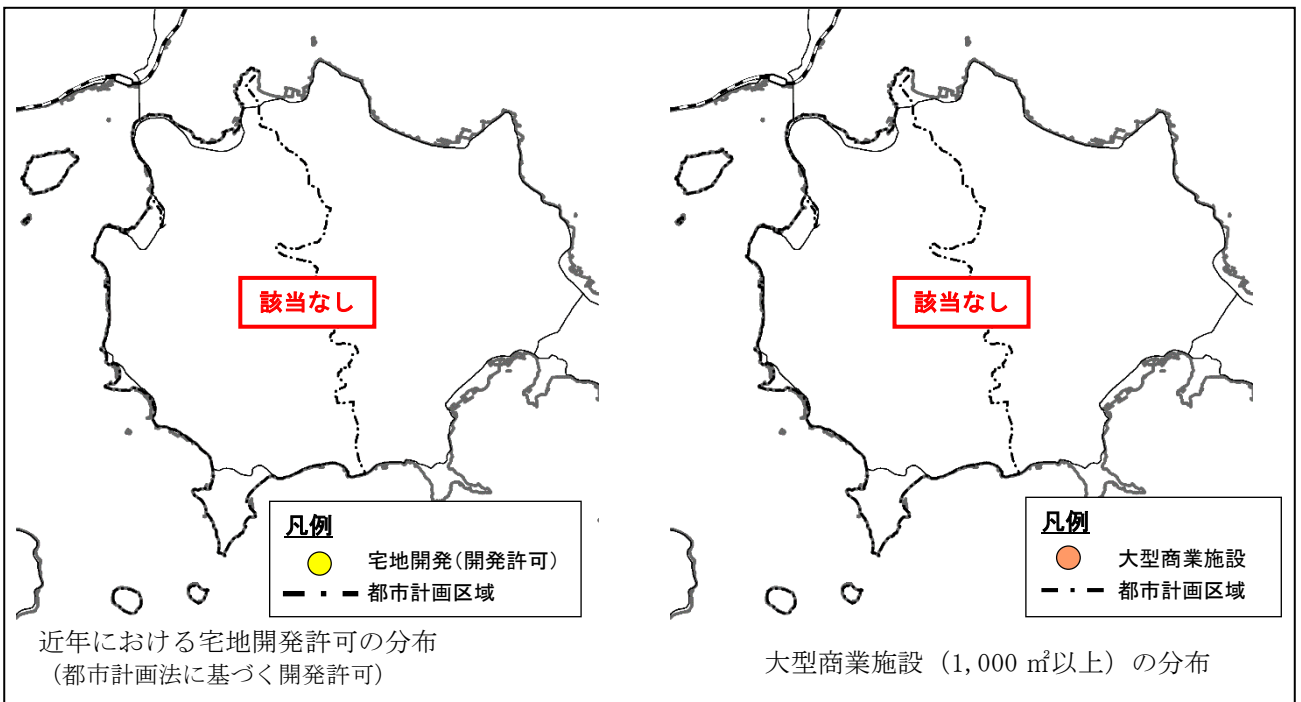 該当なし
凡例
宅地開発(開発許可)
都市計画区域
近年における宅地開発許可の分布
(都市計画法に基づく開発許可)
該当なし
凡例
大型商業施設
都市計画区域
大型商業施設（1,000 ㎡以上）の分布